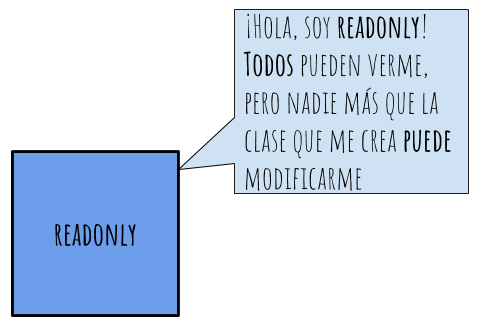 ¡Hola, soy readonly!
Todos pueden verme,
pero nadie más que la
clase que me crea puede
modificarme
readonly